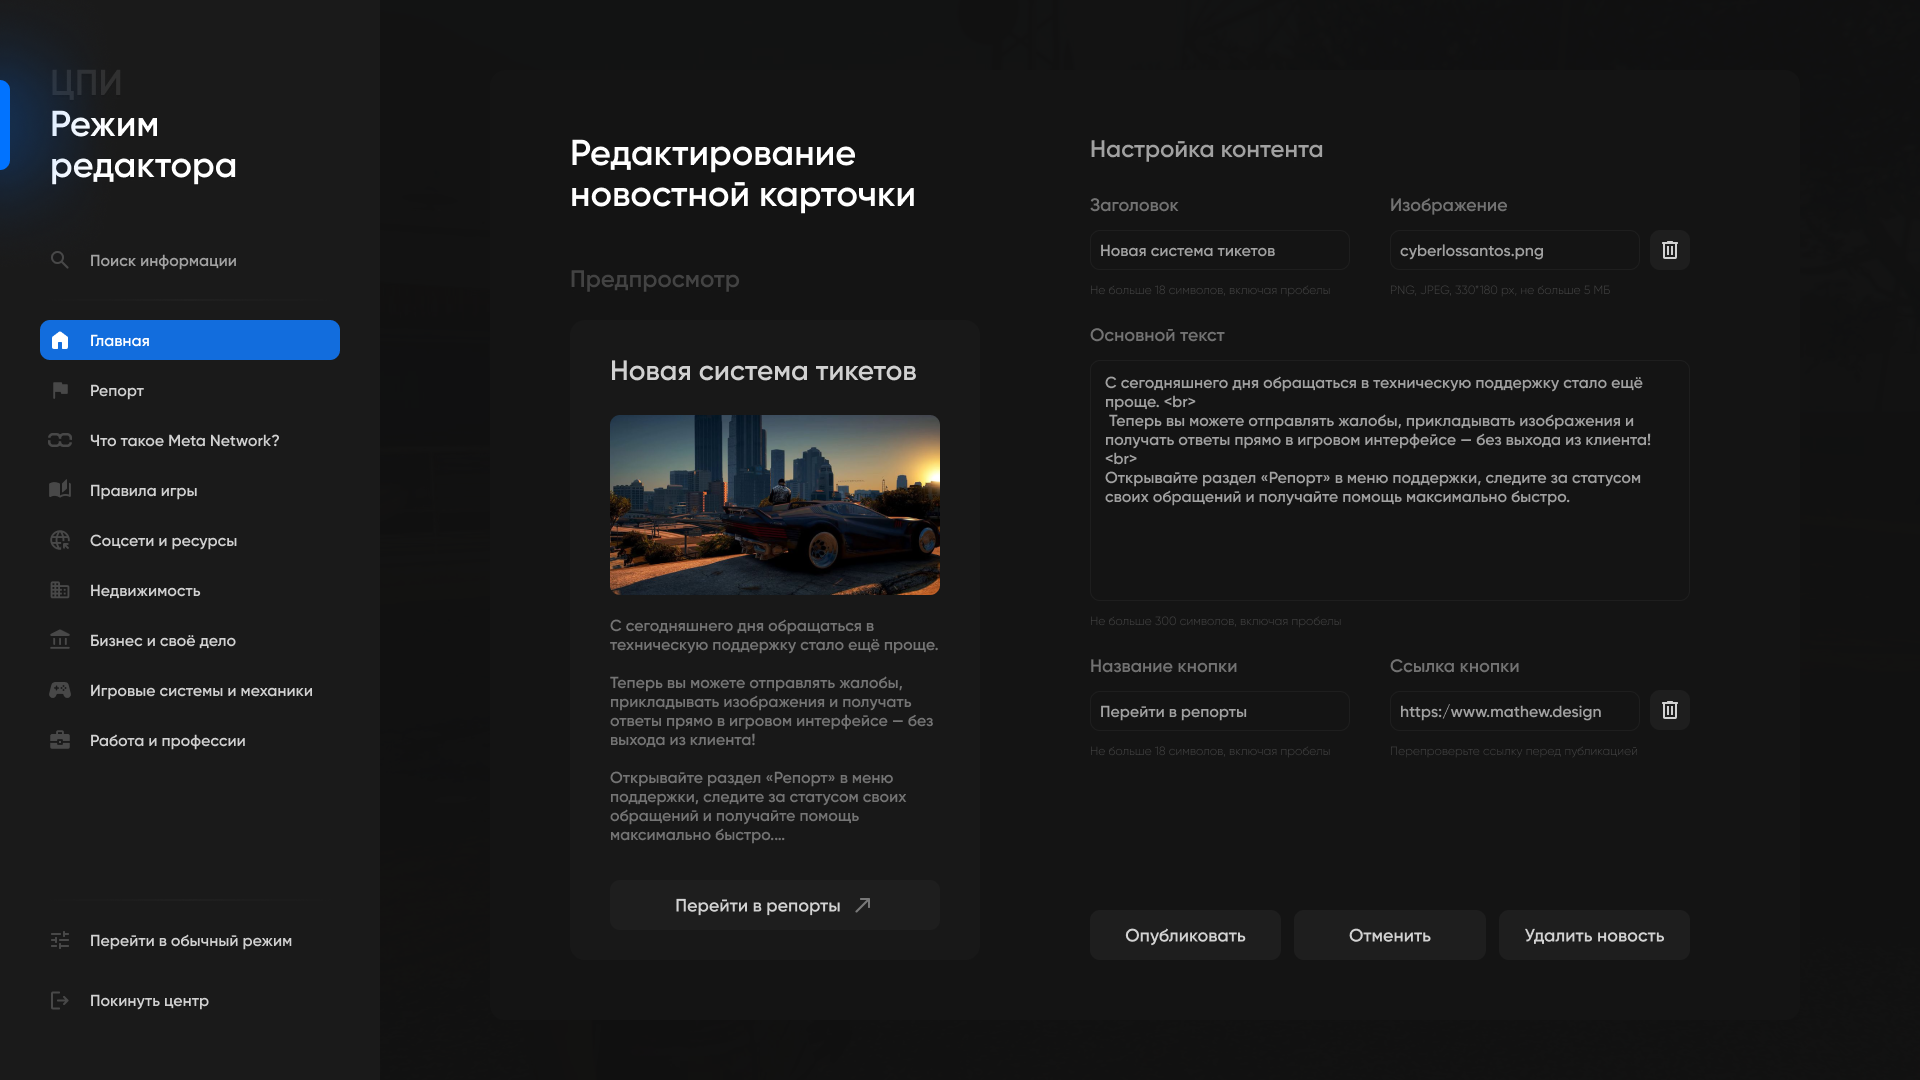 ЦПИ
Режим
редактора
Поиск информации
Главная
Репорт
Что такое Meta Network?
Правила игры
Соцсети и ресурсы
Недвижимость
Бизнес и своё дело
Игровые системы и механики
Работа и профессии
Перейти в обычный режим
Покинуть центр
Редактирование
новостной карточки
Предпросмотр
Новая система тикетов
С сегодняшнего дня обращаться в
техническую поддержку стало ещё проще.
Теперь вы можете отправлять жалобы,
прикладывать изображения и получать
ответы прямо в игровом интерфейсе — без
выхода из клиента!
Открывайте раздел «Репорт» в меню
поддержки, следите за статусом своих
обращений и получайте помощь
максимально быстро....
Перейти в репорты
Настройка контента
Заголовок
Новая система тикетов
Не больше 18 символов, включая пробелы
Изображение
cyberlossantos.png
PNG, JPEG, 330*180 px, не больше 5 МБ
Основной текст
С сегодняшнего дня обращаться в техническую поддержку стало ещё
проще. <br>
Теперь вы можете отправлять жалобы, прикладывать изображения и
получать ответы прямо в игровом интерфейсе — без выхода из клиента!
<br>
Открывайте раздел «Репорт» в меню поддержки, следите за статусом
своих обращений и получайте помощь максимально быстро.
Не больше 300 символов, включая пробелы
Название кнопки
Перейти в репорты
Не больше 18 символов, включая пробелы
Ссылка кнопки
https:/www.mathew.design
Перепроверьте ссылку перед публикацией
Опубликовать
Отменить
Удалить новость